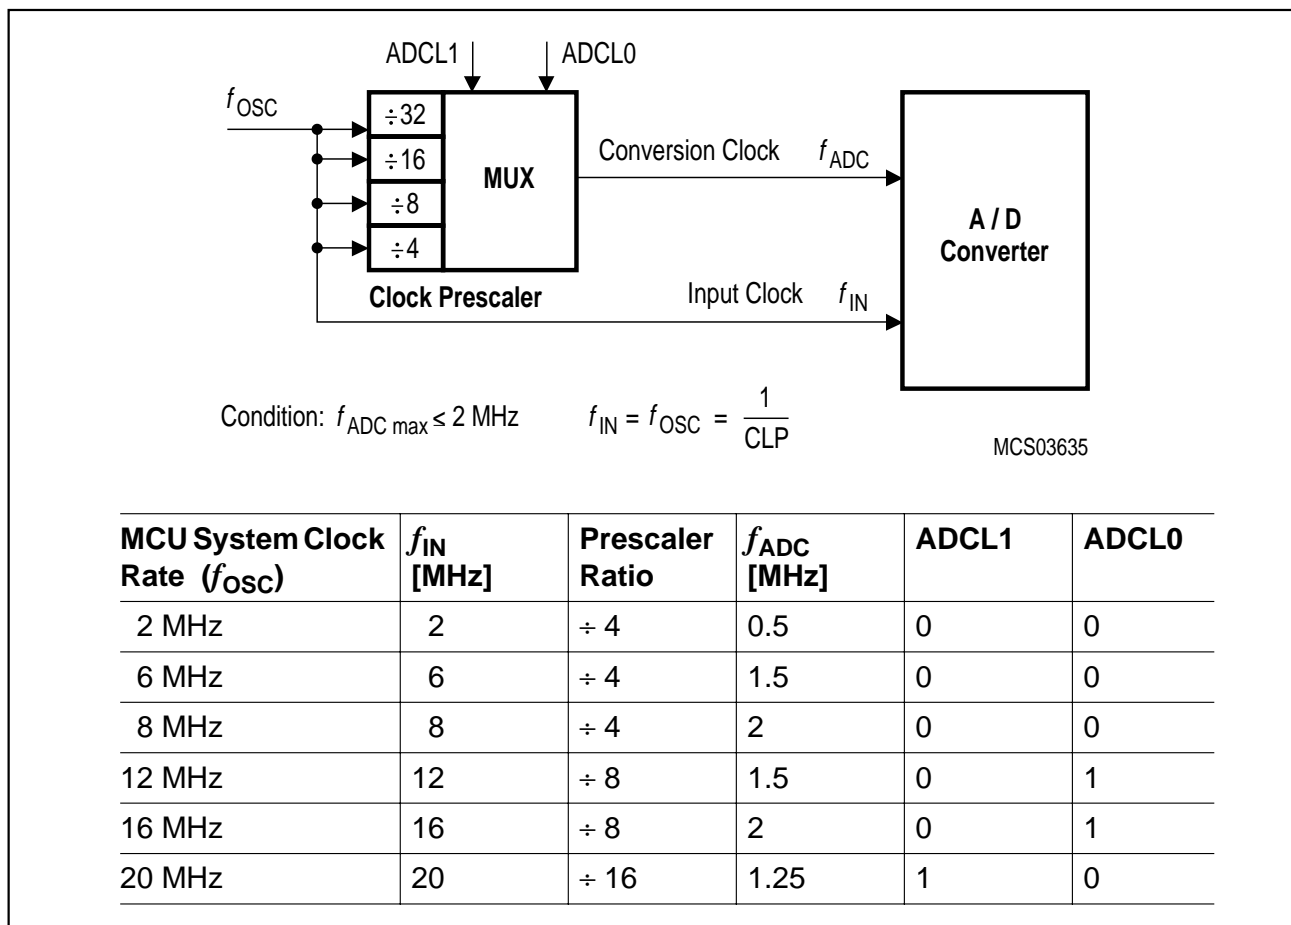 ADCL1 ADCL0
fOSC
÷32
÷16
÷8
÷4
MUX
Conversion Clock fADC
A / D
Converter
Clock Prescaler
Input Clock fIN
Condition: fADC max ≤ 2 MHz fIN = fOSC = 1/CLP
MCS03635
MCU System Clock Rate (fOSC) | fIN [MHz] | Prescaler Ratio | fADC [MHz] | ADCL1 | ADCL0
2 MHz | 2 | ÷ 4 | 0.5 | 0 | 0
6 MHz | 6 | ÷ 4 | 1.5 | 0 | 0
8 MHz | 8 | ÷ 4 | 2 | 0 | 0
12 MHz | 12 | ÷ 8 | 1.5 | 0 | 1
16 MHz | 16 | ÷ 8 | 2 | 0 | 1
20 MHz | 20 | ÷ 16 | 1.25 | 1 | 0